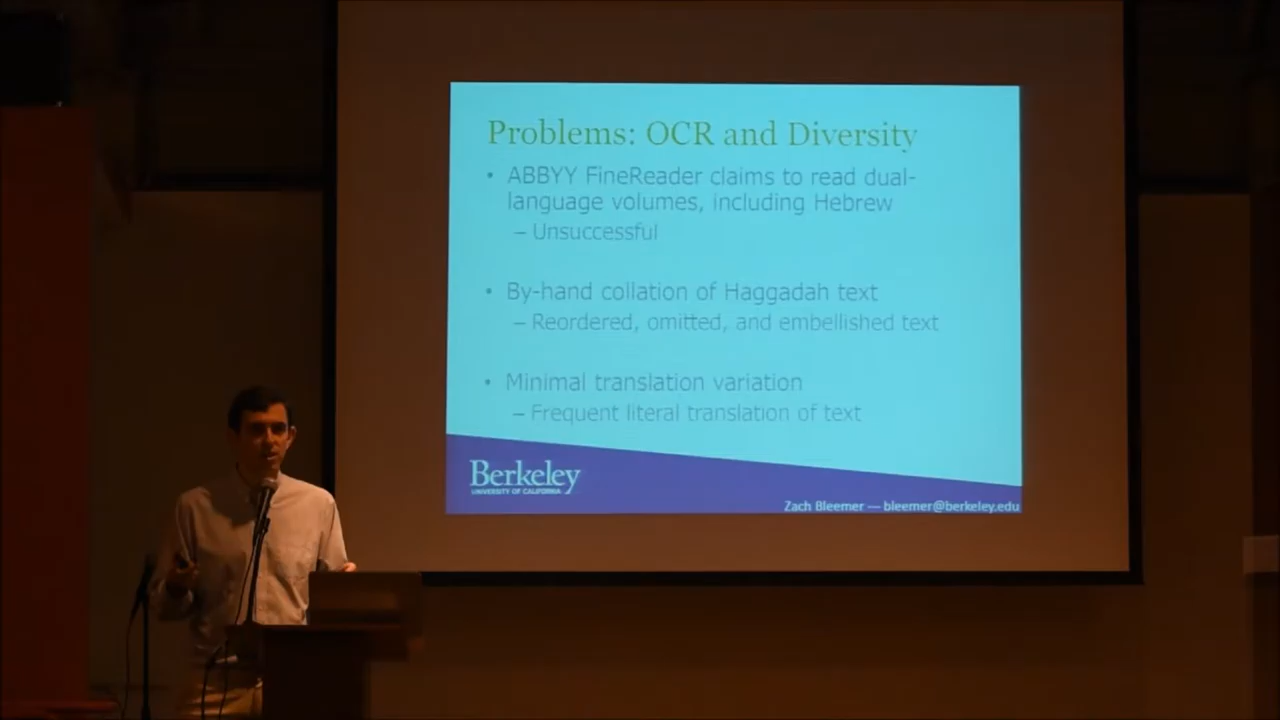 Problems: OCR and Diversity
• ABBYY FineReader claims to read dual-
language volumes, including Hebrew
– Unsuccessful
• By-hand collation of Haggadah text
– Reordered, omitted, and embellished text
• Minimal translation variation
– Frequent literal translation of text
Berkeley
UNIVERSITY OF CALIFORNIA
Zach Bleemer — bleemer@berkeley.edu